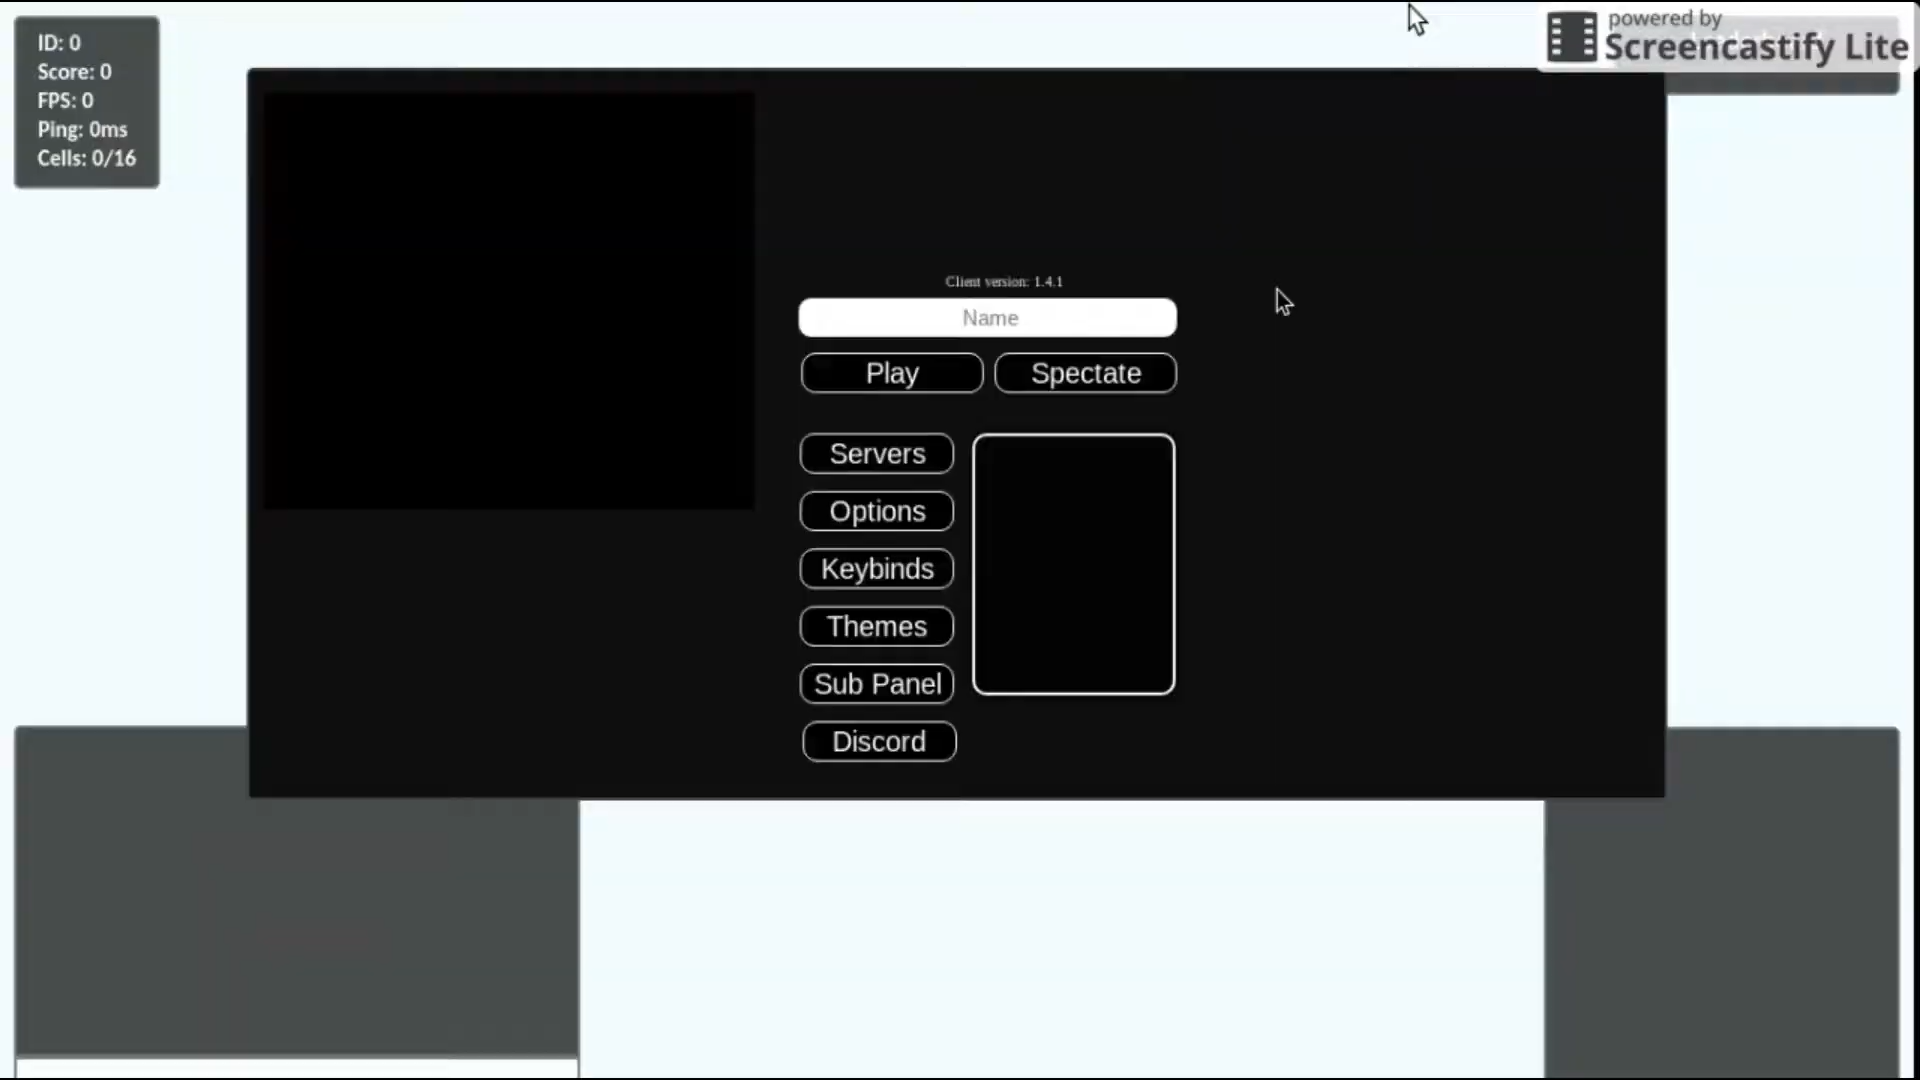 ID: 0
Score: 0
FPS: 0
Ping: 0ms
Cells: 0/16
powered by
Screencastify Lite
Client version: 1.4.1
Name
Play
Spectate
Servers
Options
Keybinds
Themes
Sub Panel
Discord